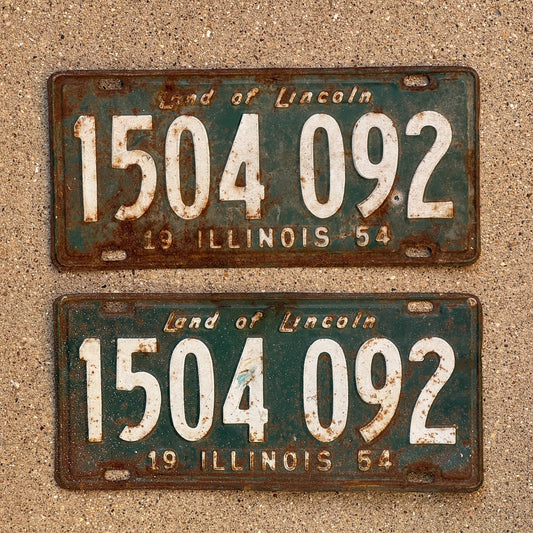 Land of Lincoln
1504 092
19 ILLINOIS 54
Land of Lincoln
1504 092
19 ILLINOIS 54